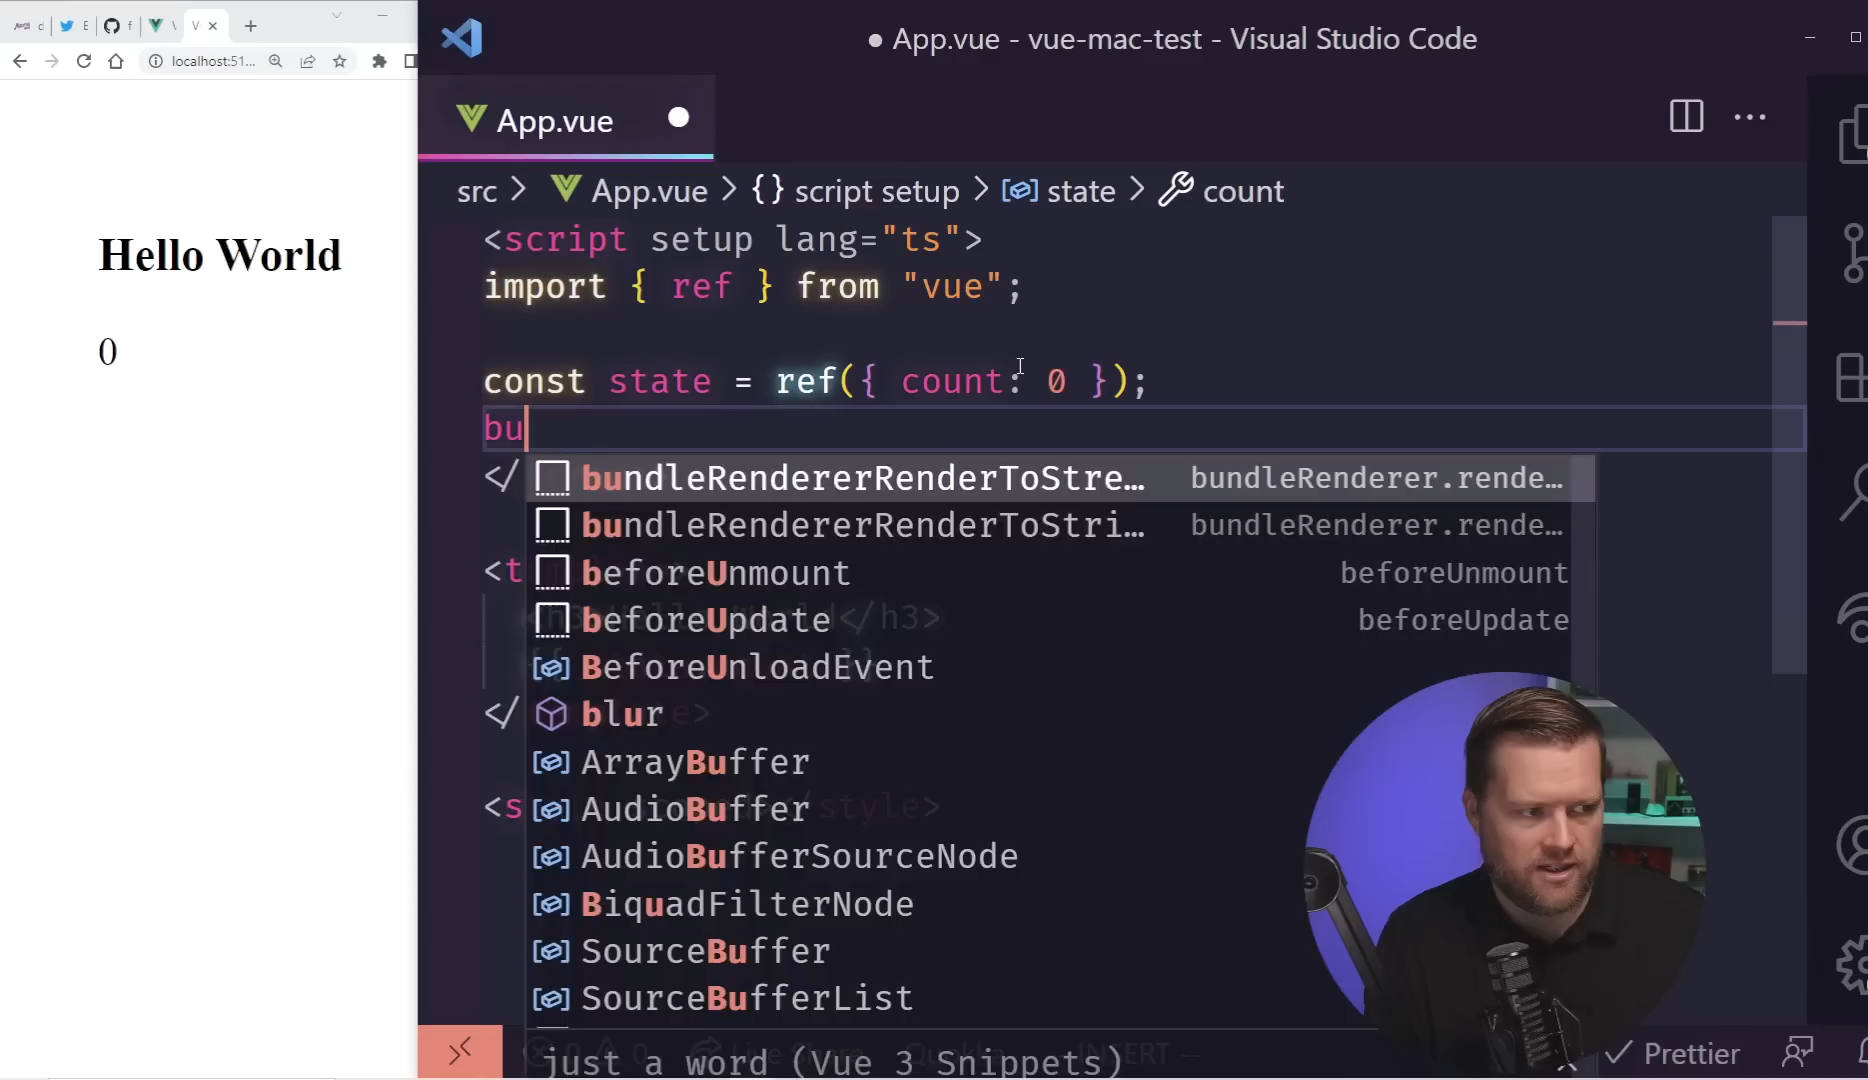 d
E
f
V
localhost:51...
Hello World
0
App.vue - vue-mac-test - Visual Studio Code
App.vue
src > App.vue > {} script setup > state > count
<script setup lang="ts">
import { ref } from "vue";
const state = ref({ count: 0 });
bu
</
bundleRendererRenderToStre… bundleRenderer.rende…
bundleRendererRenderToStri… bundleRenderer.rende…
<t
beforeUnmount beforeUnmount
beforeUpdate beforeUpdate
</h3>
BeforeUnloadEvent
}}
</
blur
e>
ArrayBuffer
<s
AudioBuffer
</style>
AudioBufferSourceNode
BiquadFilterNode
SourceBuffer
SourceBufferList
just a word (Vue 3 Snippets)
INSERT --
Prettier